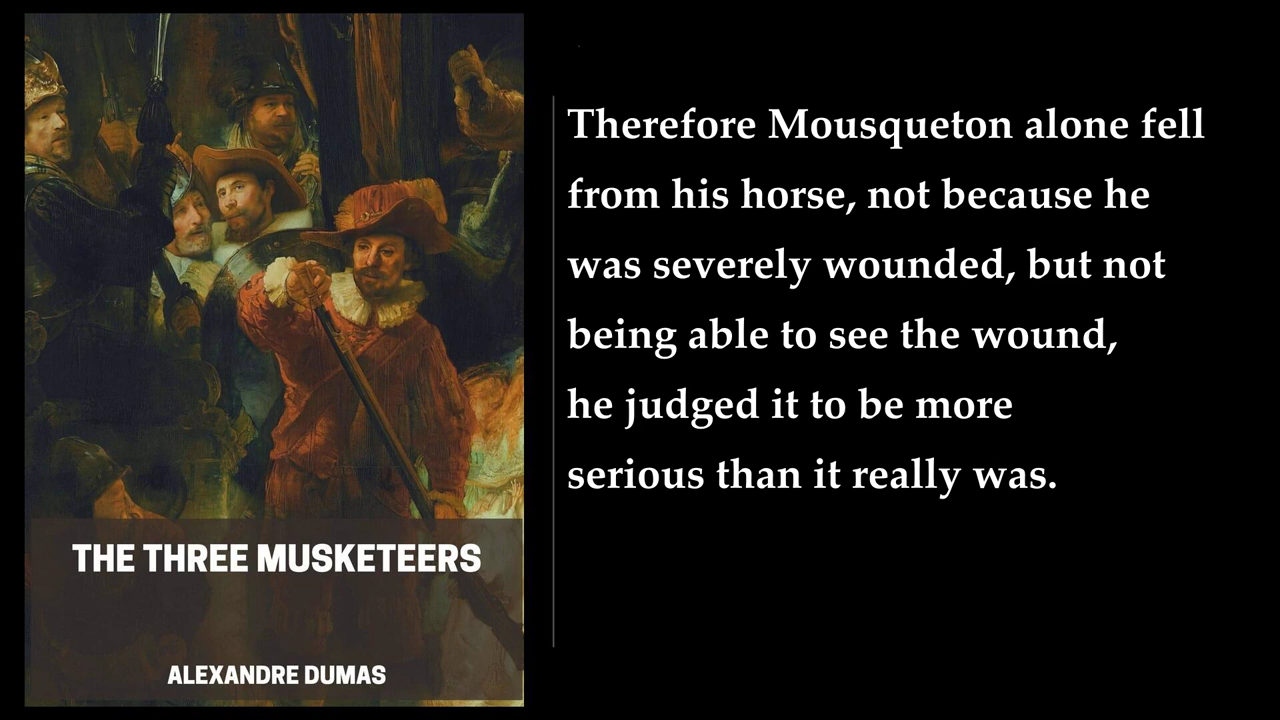 THE THREE MUSKETEERS
ALEXANDRE DUMAS
Therefore Mousqueton alone fell
from his horse, not because he
was severely wounded, but not
being able to see the wound,
he judged it to be more
serious than it really was.